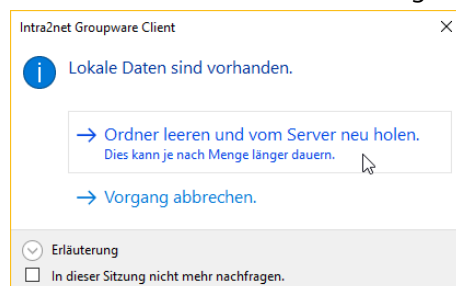 Intra2net Groupware Client
Lokale Daten sind vorhanden.
Ordner leeren und vom Server neu holen.
Dies kann je nach Menge länger dauern.
Vorgang abbrechen.
Erläuterung
In dieser Sitzung nicht mehr nachfragen.